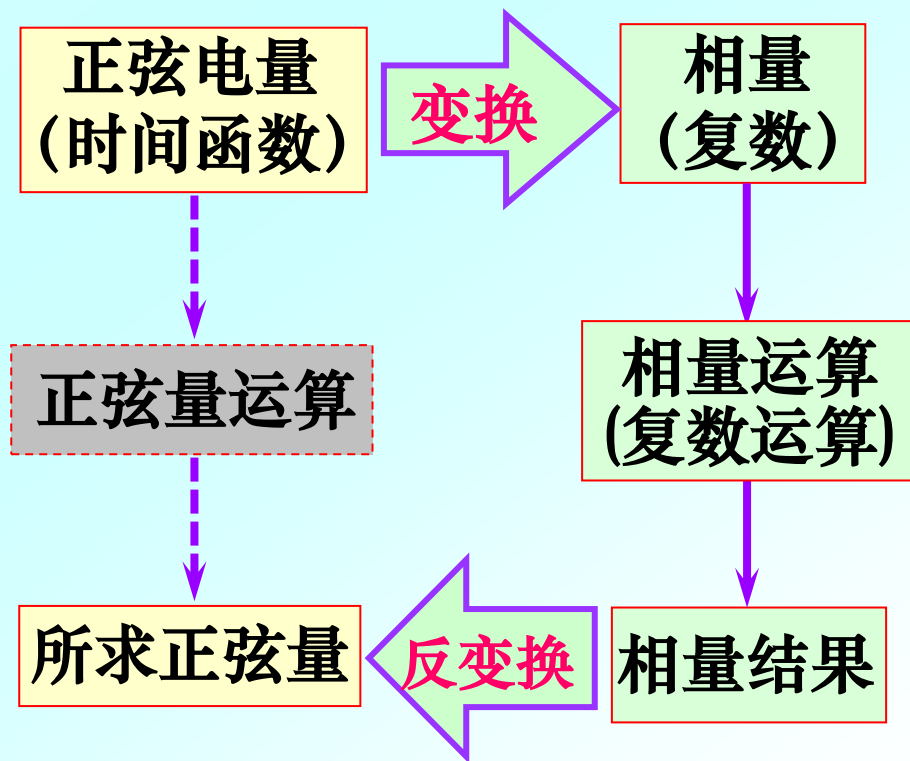 正弦电量
(时间函数)
变换
相量
(复数)
正弦量运算
相量运算
(复数运算)
所求正弦量
反变换
相量结果